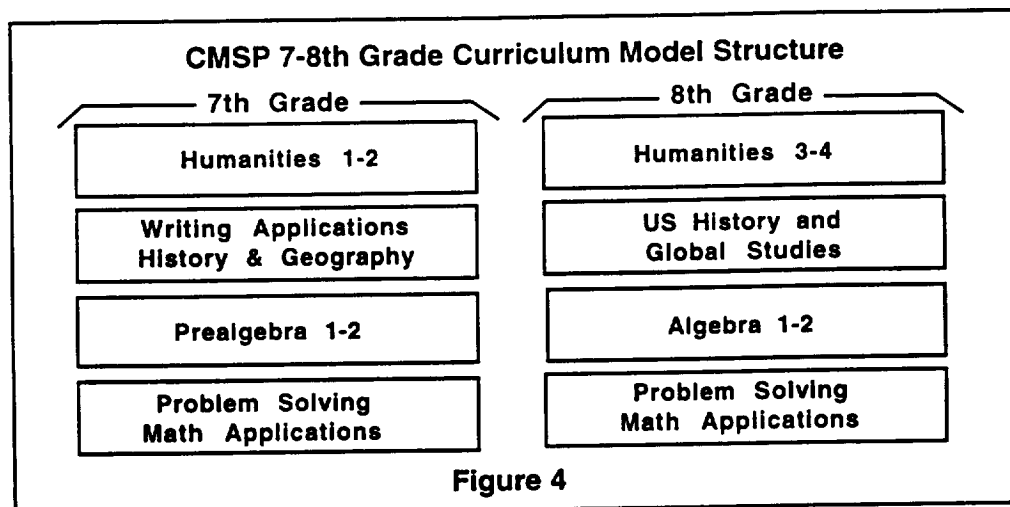 CMSP 7-8th Grade Curriculum Model Structure
7th Grade
Humanities 1-2
Writing Applications
History & Geography
Prealgebra 1-2
Problem Solving
Math Applications
8th Grade
Humanities 3-4
US History and
Global Studies
Algebra 1-2
Problem Solving
Math Applications
Figure 4